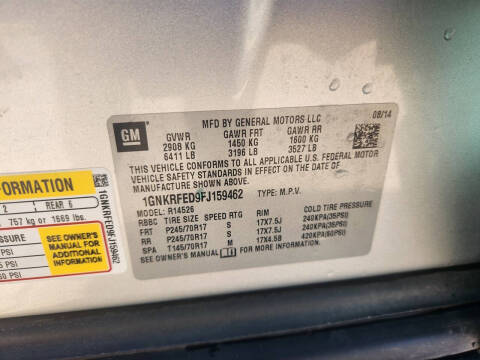 GM
MFD BY GENERAL MOTORS LLC 08/14
GVWR GAWR FRT GAWR RR
2908 KG 1450 KG 1600 KG
6411 LB 3196 LB 3527 LB
THIS VEHICLE CONFORMS TO ALL APPLICABLE U.S. FEDERAL MOTOR
VEHICLE SAFETY STANDARDS IN EFFECT ON THE DATE OF
MANUFACTURE SHOWN ABOVE.
1GNKRFED9FJ159462 TYPE: M.P.V.
MODEL: R14526
RBBC TIRE SIZE SPEED RTG RIM COLD TIRE PRESSURE
FRT P245/70R17 S 17X7.5J 240KPA(35PSI)
RR P245/70R17 S 17X7.5J 240KPA(35PSI)
SPA T145/70R17 M 17X4.5B 420KPA(60PSI)
SEE OWNER'S MANUAL FOR MORE INFORMATION.
FORMATION
2 REAR 5
757 kg or 1669 lbs.
SSURE
PSI
5 PSI
60 PSI
SEE OWNER'S
MANUAL FOR
ADDITIONAL
INFORMATION
1GNKRFED9FJ159462